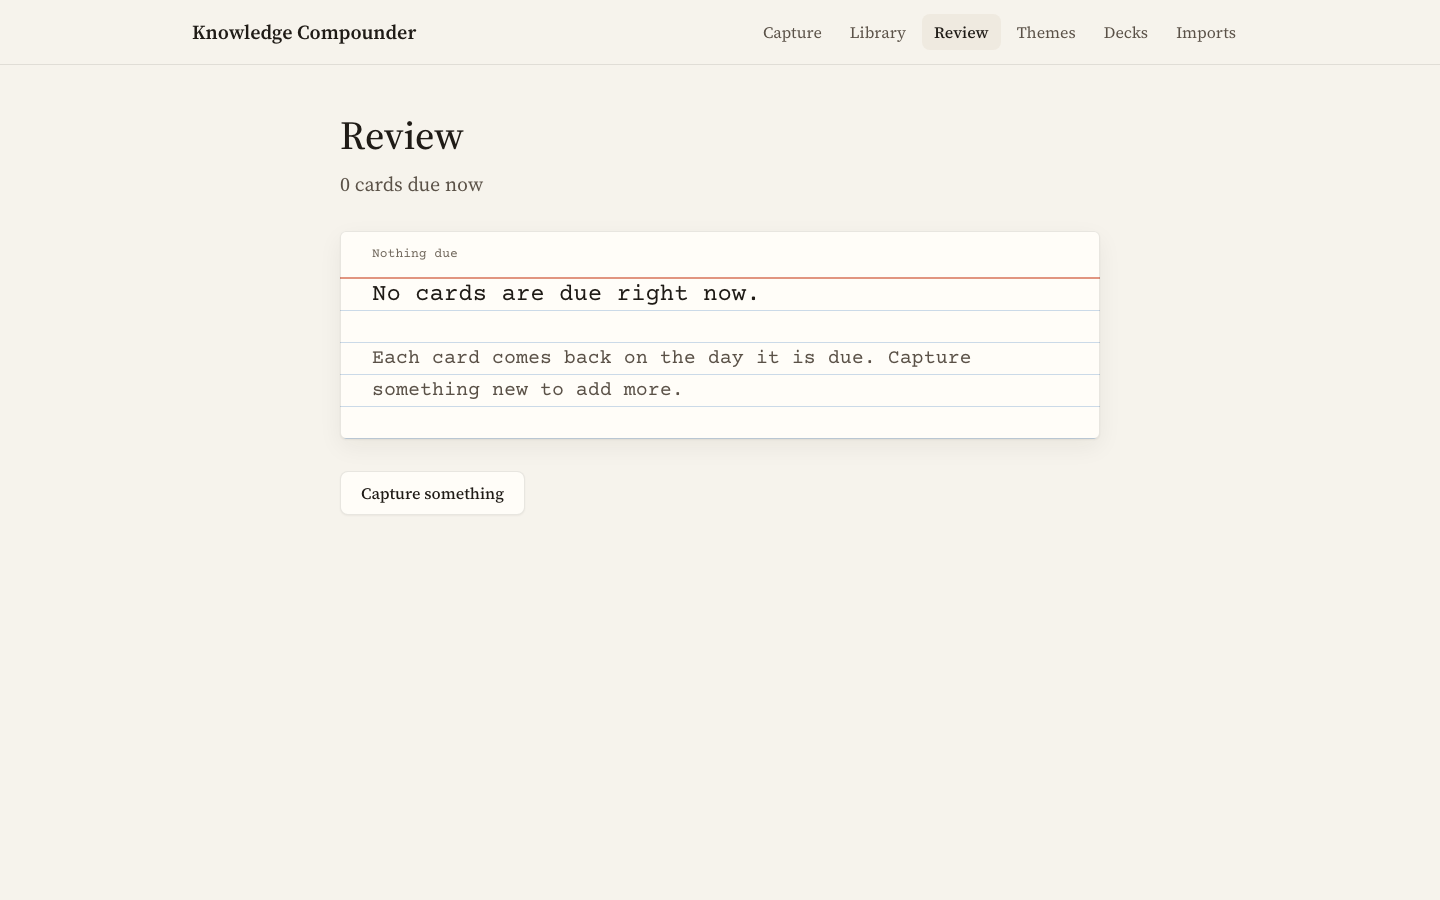 Knowledge Compounder
Capture
Library
Review
Themes
Decks
Imports
Review
0 cards due now
Nothing due
No cards are due right now.
Each card comes back on the day it is due. Capture
something new to add more.
Capture something